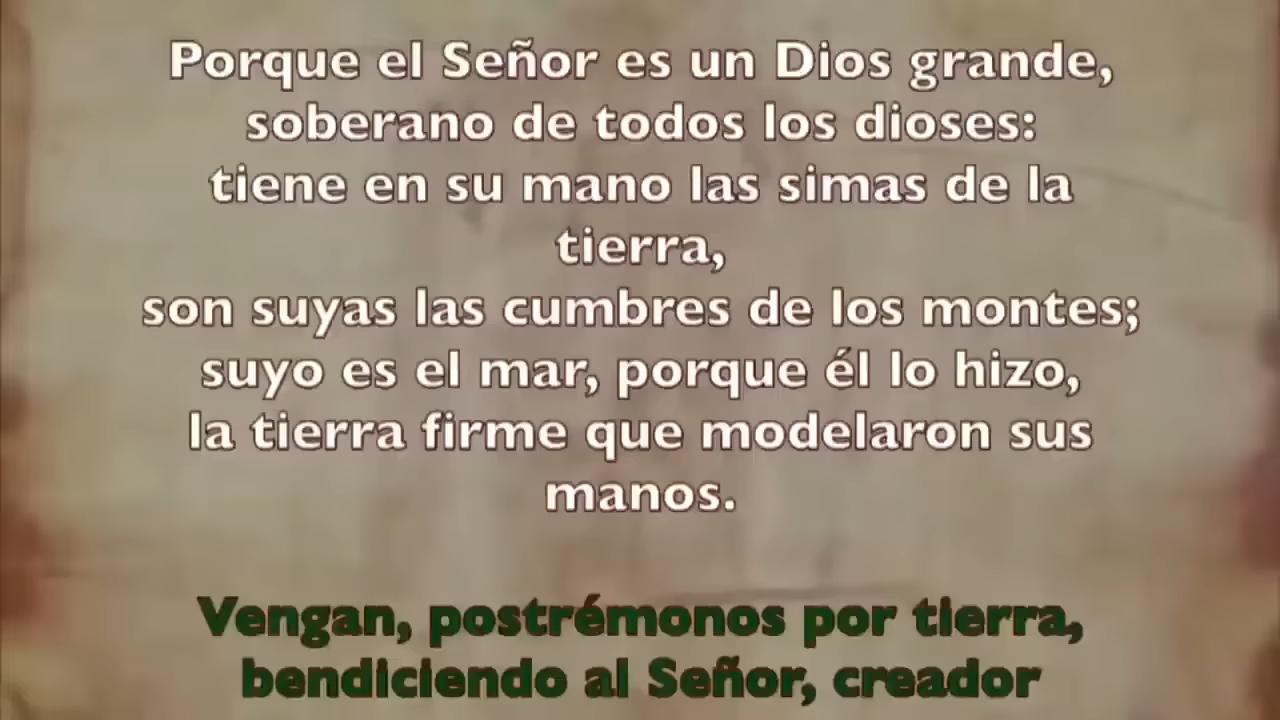 Porque el Señor es un Dios grande,
soberano de todos los dioses:
tiene en su mano las simas de la
tierra,
son suyas las cumbres de los montes;
suyo es el mar, porque él lo hizo,
la tierra firme que modelaron sus
manos.
Vengan, postrémonos por tierra,
bendiciendo al Señor, creador